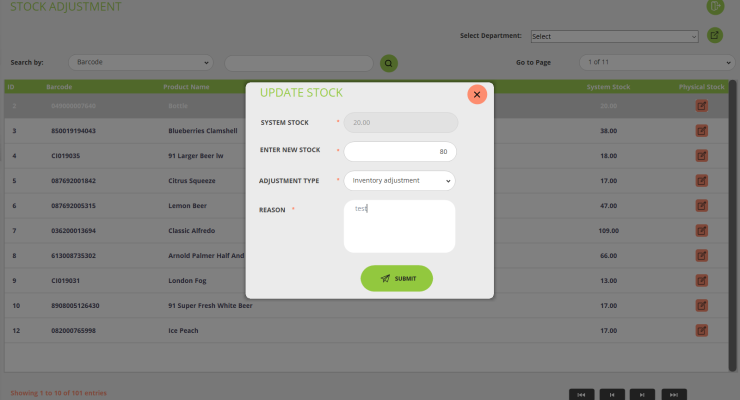 STOCK ADJUSTMENT
Select Department: Select
Search by: Barcode Go to Page 1 of 11
ID Barcode Product Name System Stock Physical Stock
2 20.00
3 850019194043 Blueberries Clamshell 38.00
4 CI019035 91 Larger Beer lw 18.00
5 087692001842 Citrus Squeeze 17.00
6 087692005315 Lemon Beer 47.00
7 036200013694 Classic Alfredo 109.00
8 613008735302 Arnold Palmer Half And 66.00
9 CI019031 London Fog 13.00
10 8908005126430 91 Super Fresh White Beer 17.00
12 082000765998 Ice Peach 17.00
Showing 1 to 10 of 101 entries
UPDATE STOCK
SYSTEM STOCK * 20.00
ENTER NEW STOCK * 80
ADJUSTMENT TYPE * Inventory adjustment
REASON * test
SUBMIT